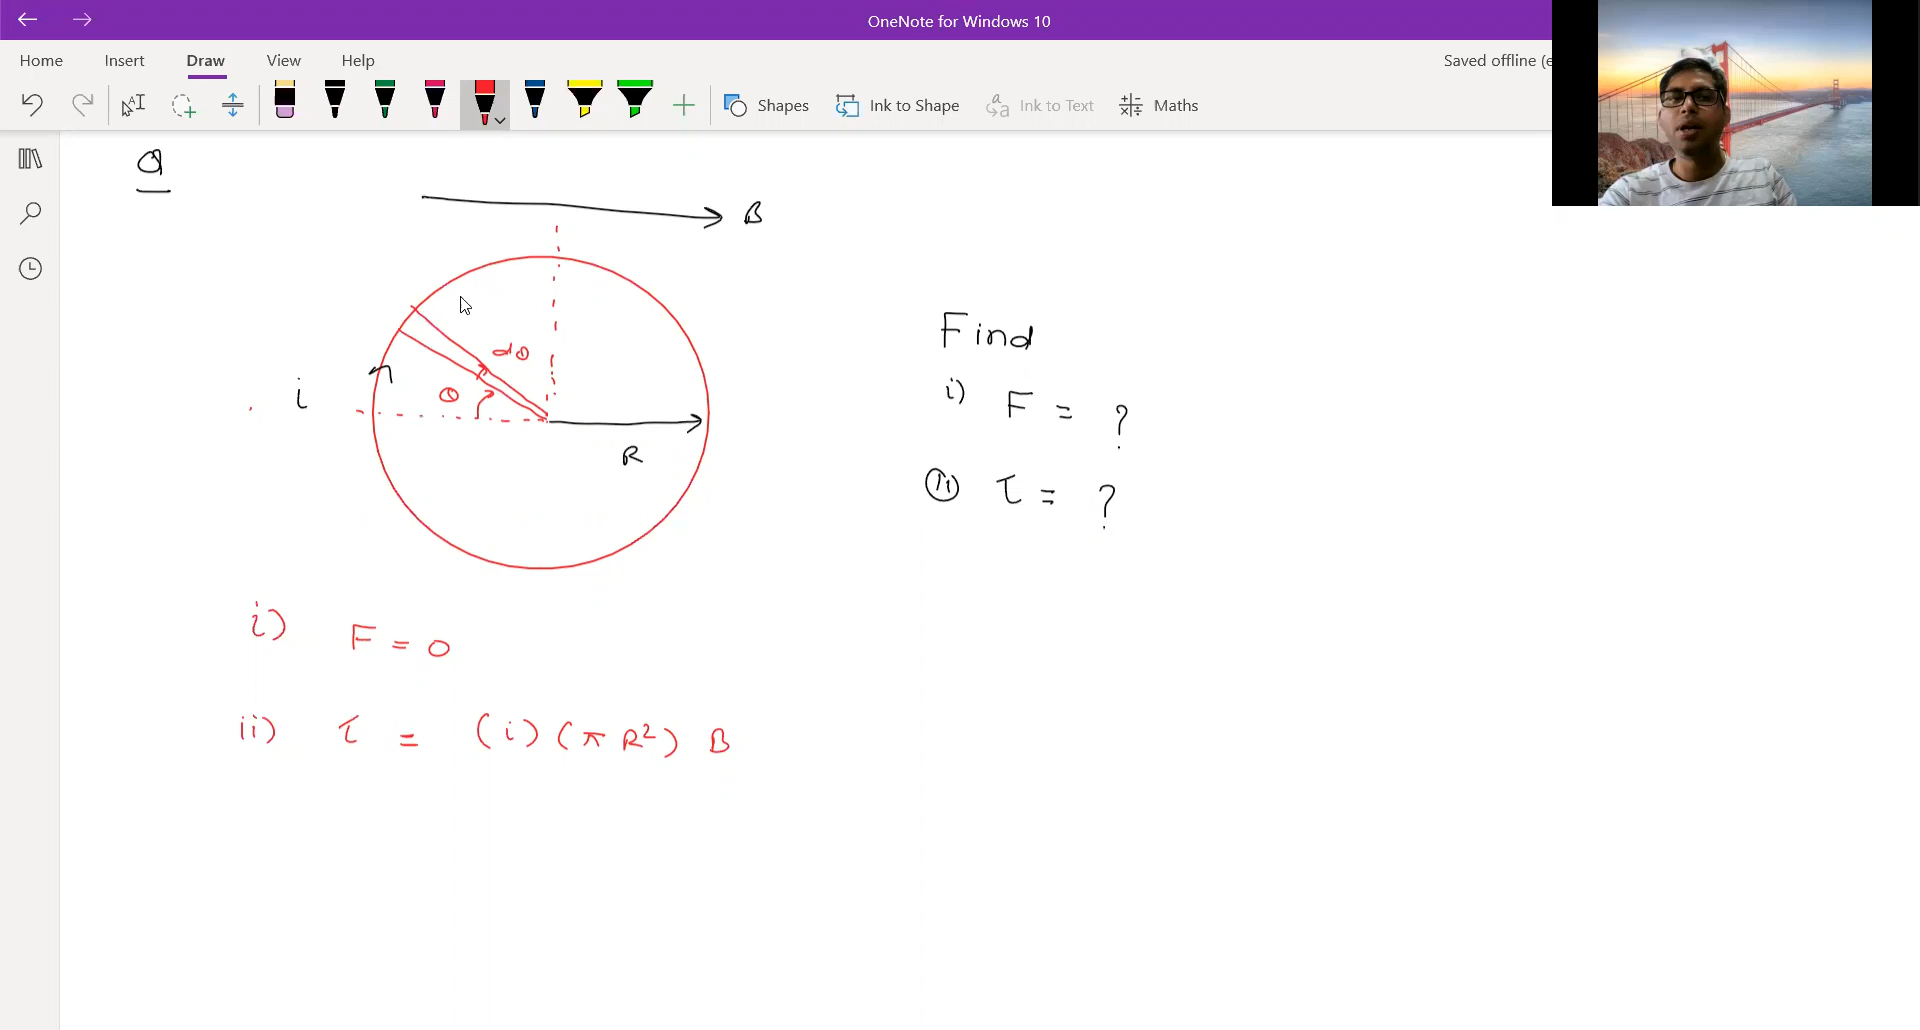 OneNote for Windows 10
Home Insert Draw View Help
Saved offline (e
Shapes Ink to Shape Ink to Text Maths
Q
B
dθ
θ
i
R
Find
i) F = ?
(ii) τ = ?
i) F = 0
ii) τ = (i) (π R²) B